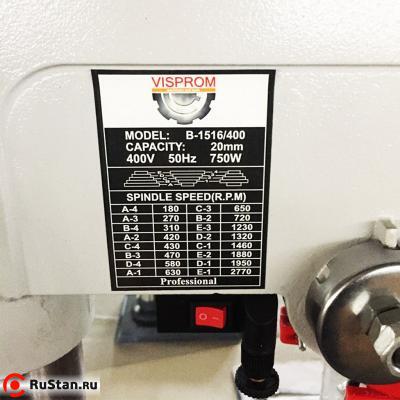 VISPROM
MODEL: B-1516/400
CAPACITY: 20mm
400V 50Hz 750W
SPINDLE SPEED(R.P.M)
A-4 180 C-3 650
A-3 270 B-2 720
B-4 310 E-3 1230
A-2 420 D-2 1320
C-4 430 C-1 1460
B-3 470 E-2 1880
D-4 580 D-1 1950
A-1 630 E-1 2770
Professional
RuStan.ru